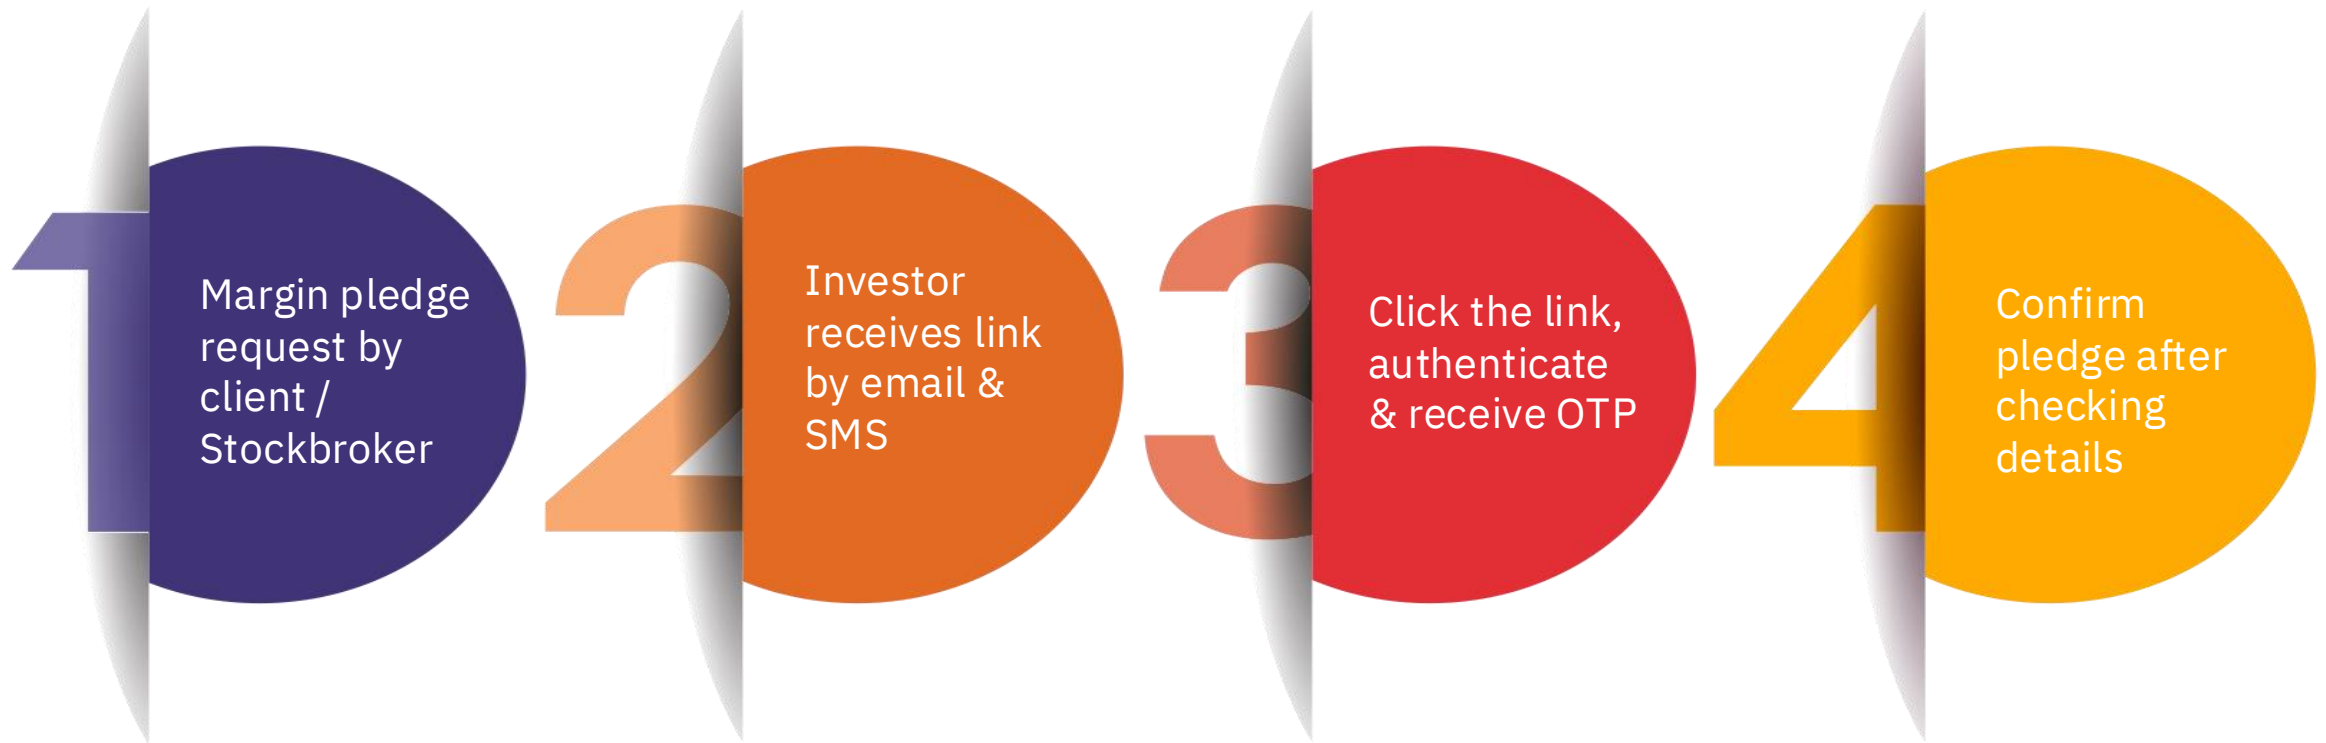 1
Margin pledge
request by
client /
Stockbroker
2
Investor
receives link
by email &
SMS
3
Click the link,
authenticate
& receive OTP
4
Confirm
pledge after
checking
details